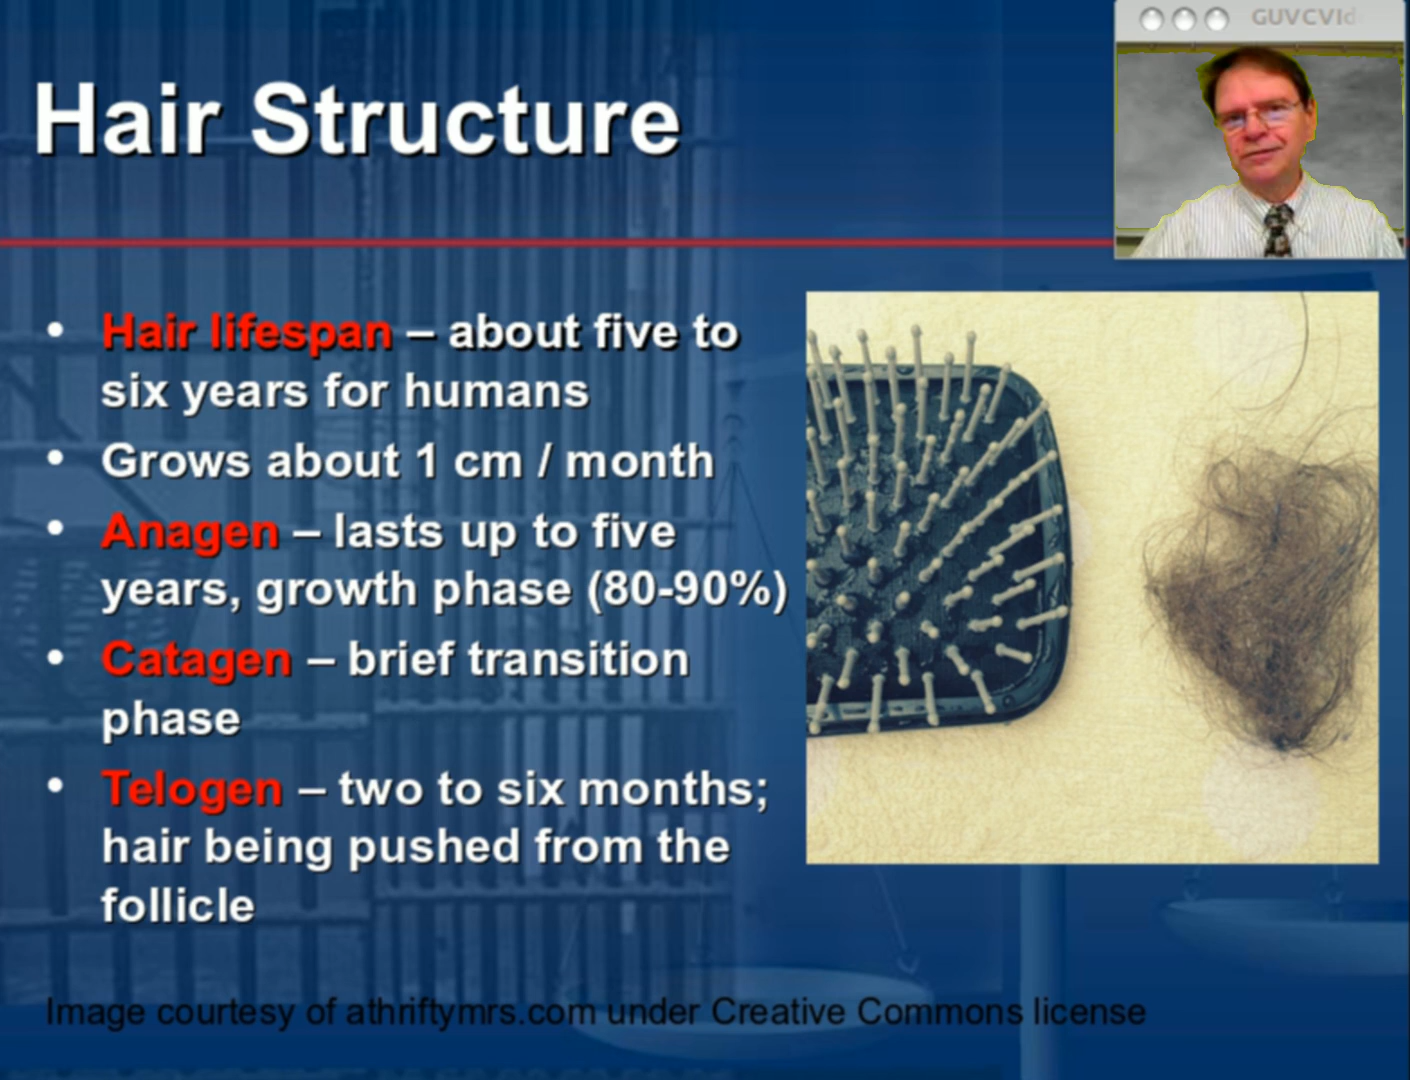 GUVCVid
Hair Structure
• Hair lifespan – about five to
six years for humans
• Grows about 1 cm / month
• Anagen – lasts up to five
years, growth phase (80-90%)
• Catagen – brief transition
phase
• Telogen – two to six months;
hair being pushed from the
follicle
Image courtesy of athriftymrs.com under Creative Commons license